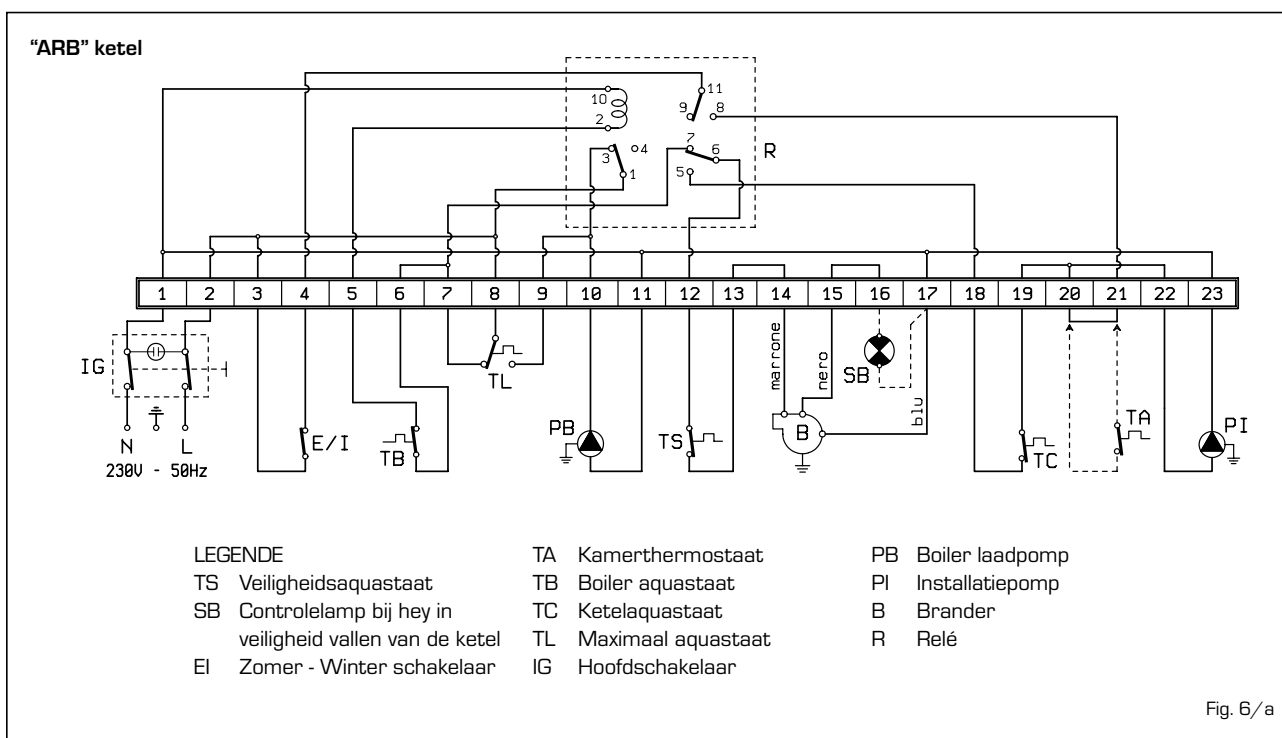 “ARB” ketel
10
2
3
4
1
11
9
8
7
6
5
R
1 2 3 4 5 6 7 8 9 10 11 12 13 14 15 16 17 18 19 20 21 22 23
IG
N
L
230V - 50Hz
E/I
TB
TL
PB
TS
marrone
nero
B
SB
blu
TC
TA
PI
LEGENDE
TS Veiligheidsaquastaat
SB Controlelamp bij hey in
veiligheid vallen van de ketel
EI Zomer - Winter schakelaar
TA Kamerthermostaat
TB Boiler aquastaat
TC Ketelaquastaat
TL Maximaal aquastaat
IG Hoofdschakelaar
PB Boiler laadpomp
PI Installatiepomp
B Brander
R Relé
Fig. 6/a